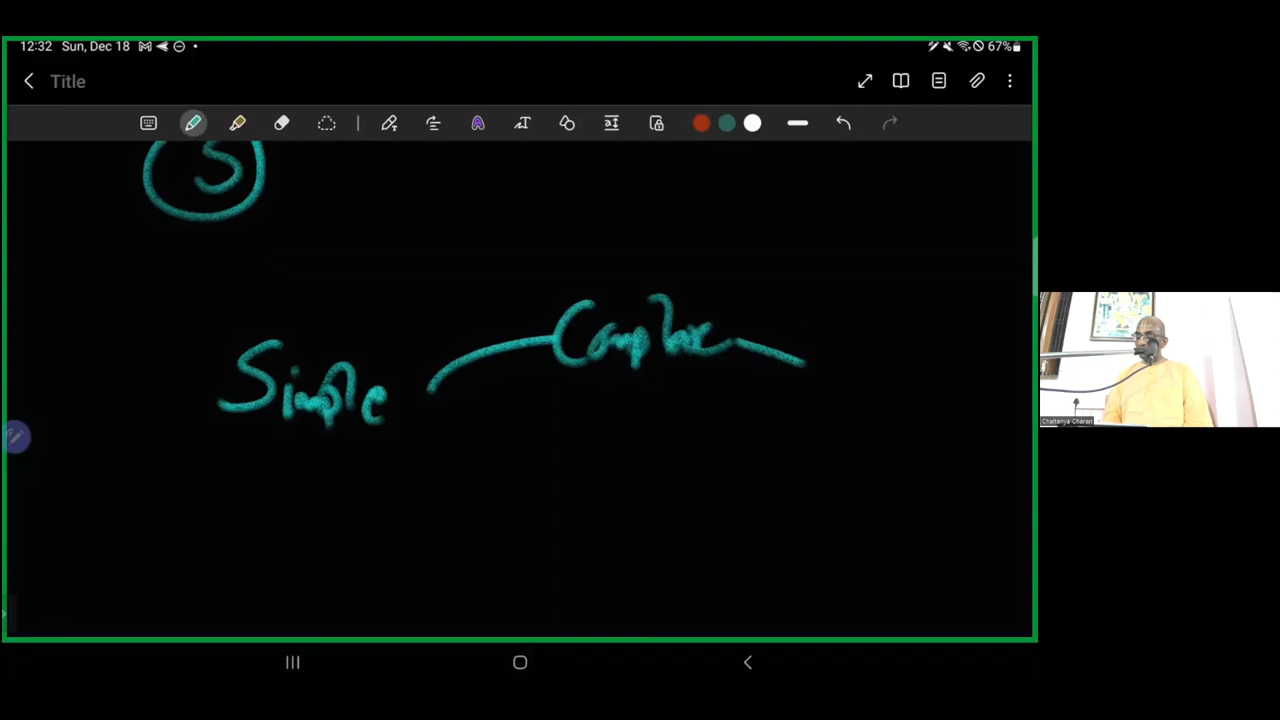 12:32 Sun, Dec 18 67%
Title
S
Simple Complex
Chaitanya Charan